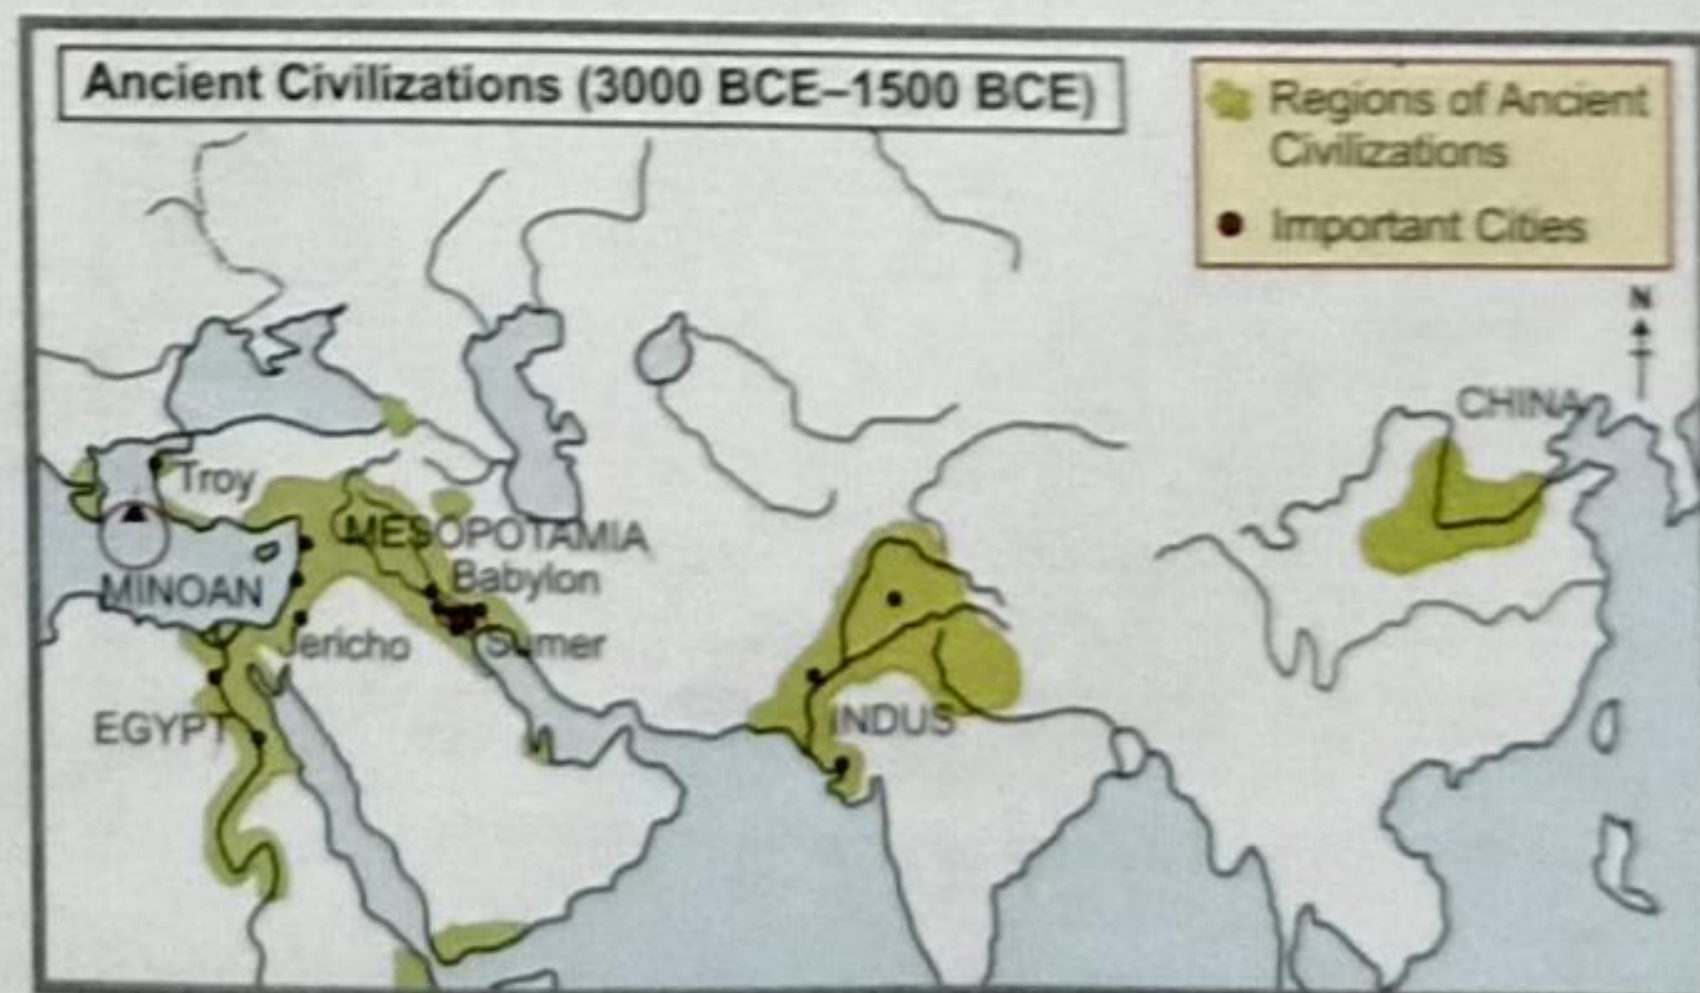 Ancient Civilizations (3000 BCE–1500 BCE)
Regions of Ancient
Civilizations
Important Cities
N
CHINA
Troy
MESOPOTAMIA
Babylon
MINOAN
Jericho
Sumer
EGYPT
INDUS